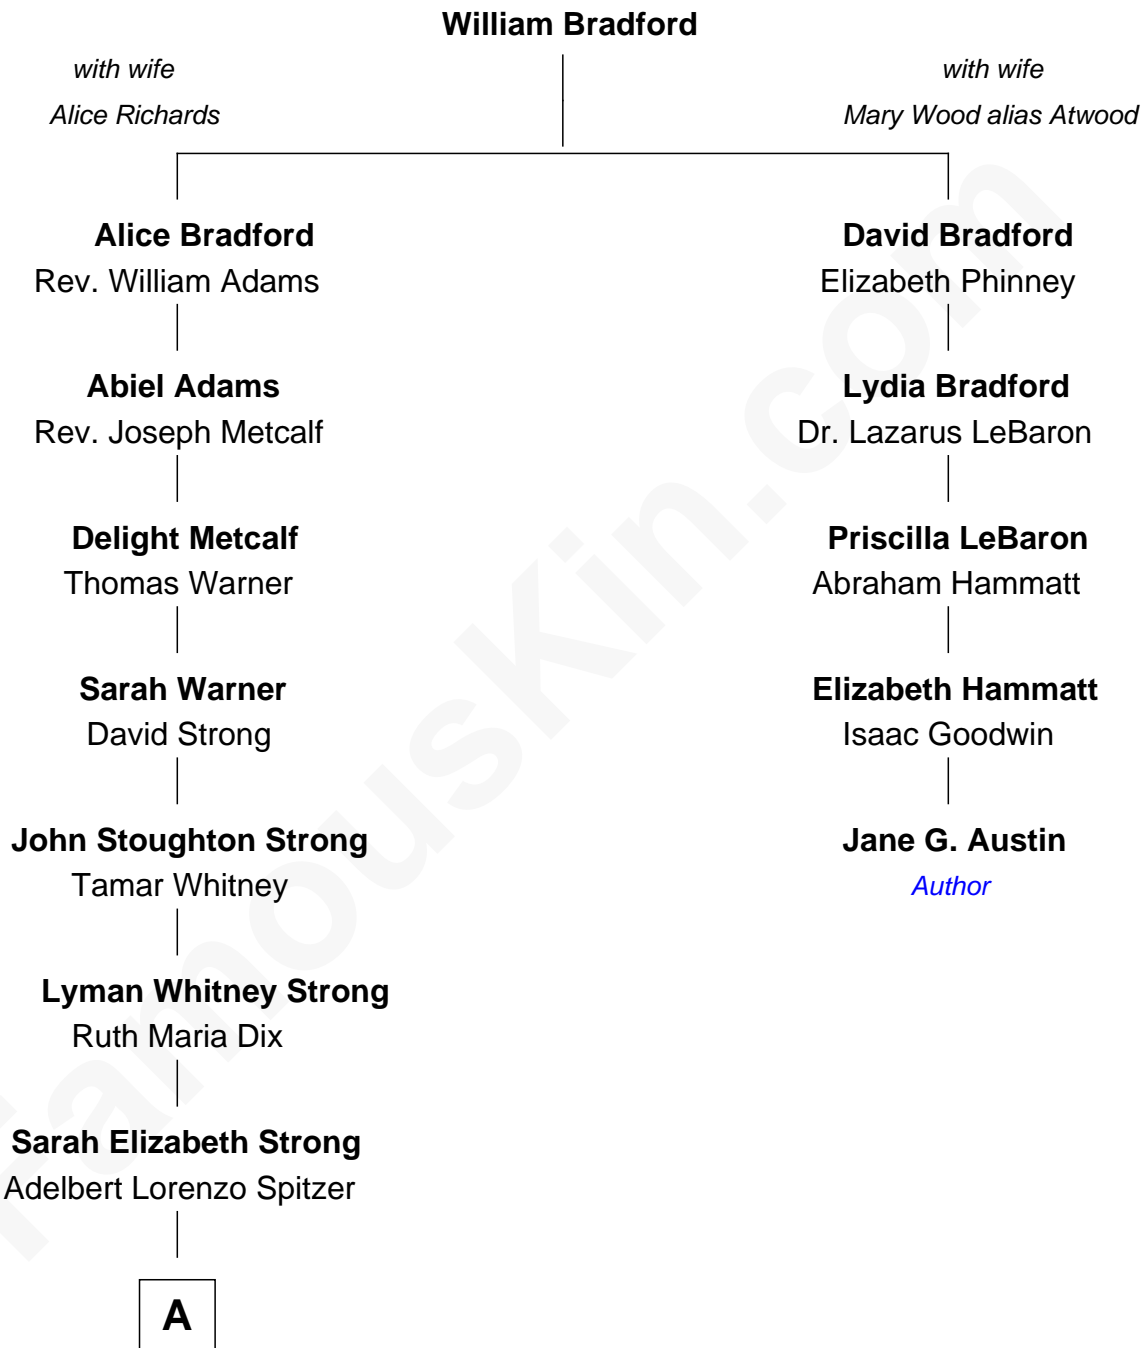 William Bradford
with wife
Alice Richards
with wife
Mary Wood alias Atwood
Alice Bradford
Rev. William Adams
David Bradford
Elizabeth Phinney
Abiel Adams
Rev. Joseph Metcalf
Lydia Bradford
Dr. Lazarus LeBaron
Delight Metcalf
Thomas Warner
Priscilla LeBaron
Abraham Hammatt
Sarah Warner
David Strong
Elizabeth Hammatt
Isaac Goodwin
John Stoughton Strong
Tamar Whitney
Jane G. Austin
Author
Lyman Whitney Strong
Ruth Maria Dix
Sarah Elizabeth Strong
Adelbert Lorenzo Spitzer
A
FamousKin.com